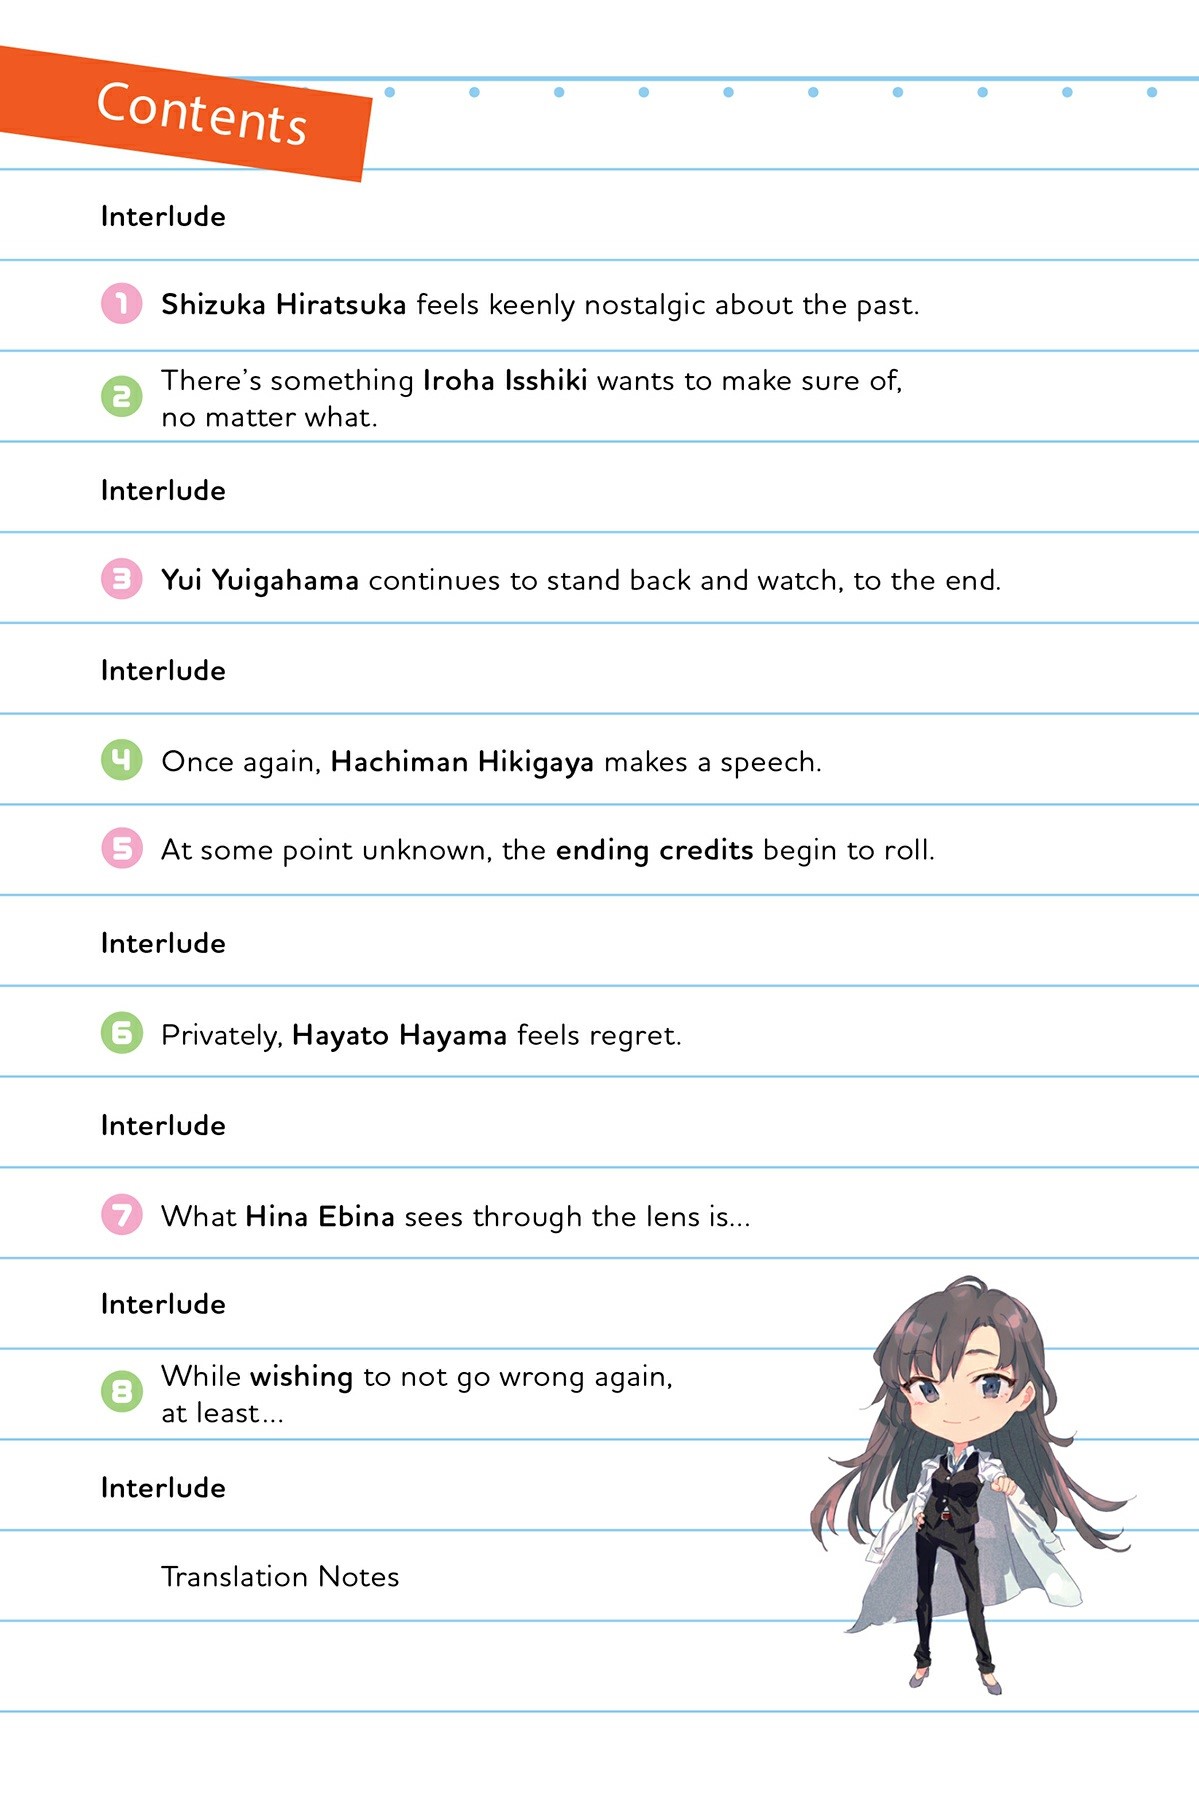 Contents
Interlude
1 Shizuka Hiratsuka feels keenly nostalgic about the past.
2 There's something Iroha Isshiki wants to make sure of,
no matter what.
Interlude
3 Yui Yuigahama continues to stand back and watch, to the end.
Interlude
4 Once again, Hachiman Hikigaya makes a speech.
5 At some point unknown, the ending credits begin to roll.
Interlude
6 Privately, Hayato Hayama feels regret.
Interlude
7 What Hina Ebina sees through the lens is...
Interlude
8 While wishing to not go wrong again,
at least...
Interlude
Translation Notes